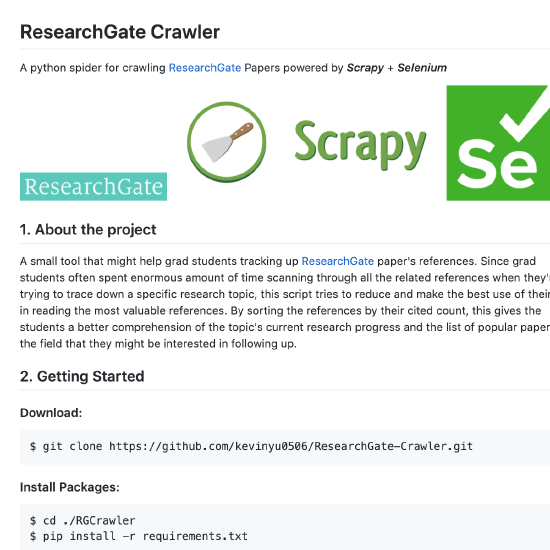 ResearchGate Crawler
A python spider for crawling ResearchGate Papers powered by Scrapy + Selenium
ResearchGate
Scrapy
Se
1. About the project
A small tool that might help grad students tracking up ResearchGate paper's references. Since grad
students often spent enormous amount of time scanning through all the related references when they'
trying to trace down a specific research topic, this script tries to reduce and make the best use of their
in reading the most valuable references. By sorting the references by their cited count, this gives the
students a better comprehension of the topic's current research progress and the list of popular paper
the field that they might be interested in following up.
2. Getting Started
Download:
$ git clone https://github.com/kevinyu0506/ResearchGate-Crawler.git
Install Packages:
$ cd ./RGCrawler
$ pip install -r requirements.txt